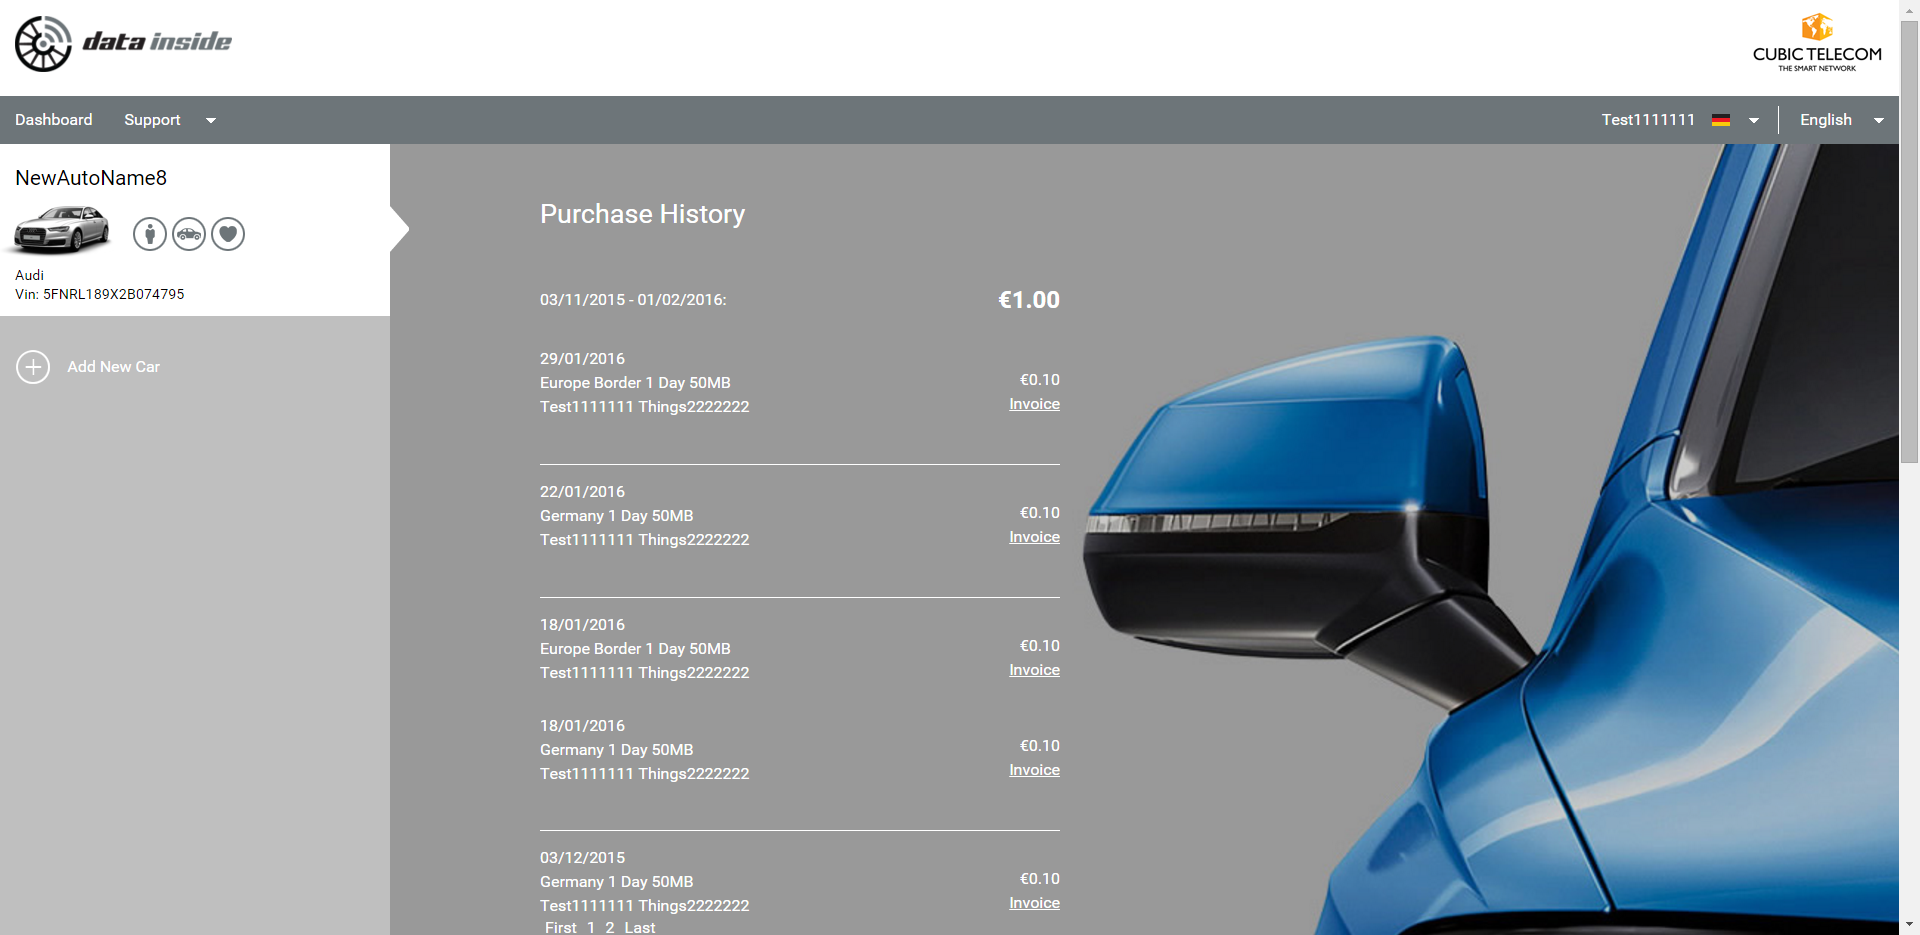 data inside
CUBIC TELECOM
THE SMART NETWORK
Dashboard Support
Test1111111 English
NewAutoName8
Audi
Vin: 5FNRL189X2B074795
Add New Car
Purchase History
03/11/2015 - 01/02/2016: €1.00
29/01/2016
Europe Border 1 Day 50MB €0.10
Test1111111 Things2222222 Invoice
22/01/2016
Germany 1 Day 50MB €0.10
Test1111111 Things2222222 Invoice
18/01/2016
Europe Border 1 Day 50MB €0.10
Test1111111 Things2222222 Invoice
18/01/2016
Germany 1 Day 50MB €0.10
Test1111111 Things2222222 Invoice
03/12/2015
Germany 1 Day 50MB €0.10
Test1111111 Things2222222 Invoice
First 1 2 Last